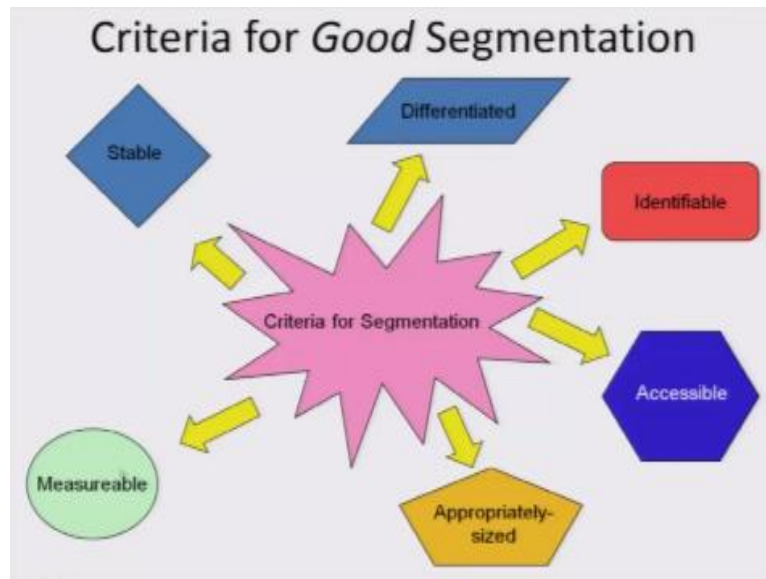 Criteria for Good Segmentation
Differentiated
Stable
Identifiable
Criteria for Segmentation
Accessible
Measureable
Appropriately-
sized